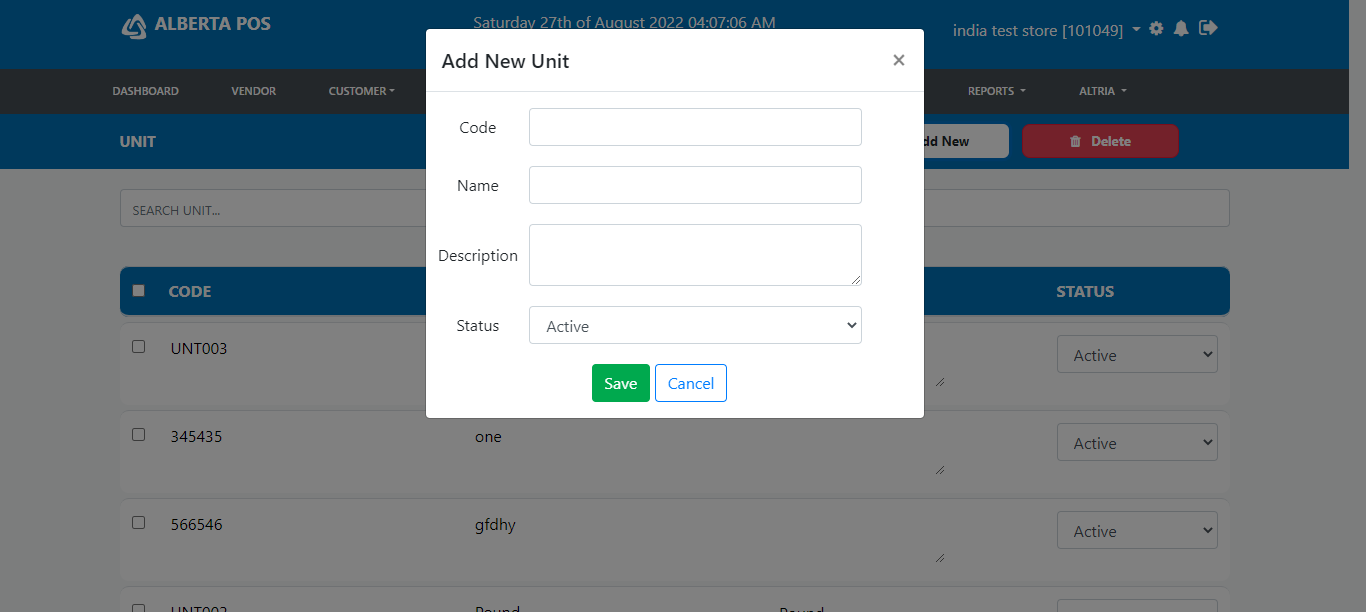 ALBERTA POS
Saturday 27th of August 2022 04:07:06 AM
india test store [101049]
Add New Unit
×
DASHBOARD
VENDOR
CUSTOMER
REPORTS
ALTRIA
UNIT
dd New
Delete
Code
Name
Description
Status
Active
Save
Cancel
SEARCH UNIT...
CODE
STATUS
UNT003
Active
345435
one
Active
566546
gfdhy
Active
UNT002
Pound
Pound